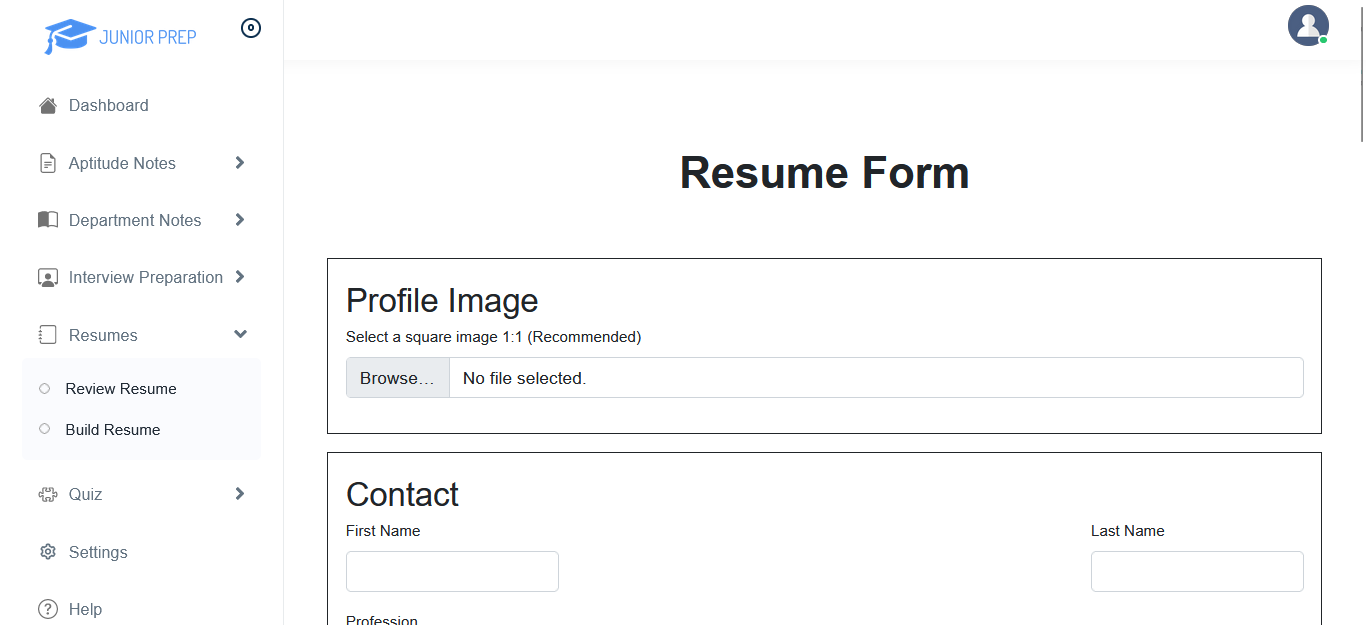 JUNIOR PREP
Dashboard
Aptitude Notes
Department Notes
Interview Preparation
Resumes
Review Resume
Build Resume
Quiz
Settings
? Help
Resume Form
Profile Image
Select a square image 1:1 (Recommended)
Browse… No file selected.
Contact
First Name Last Name
Profession